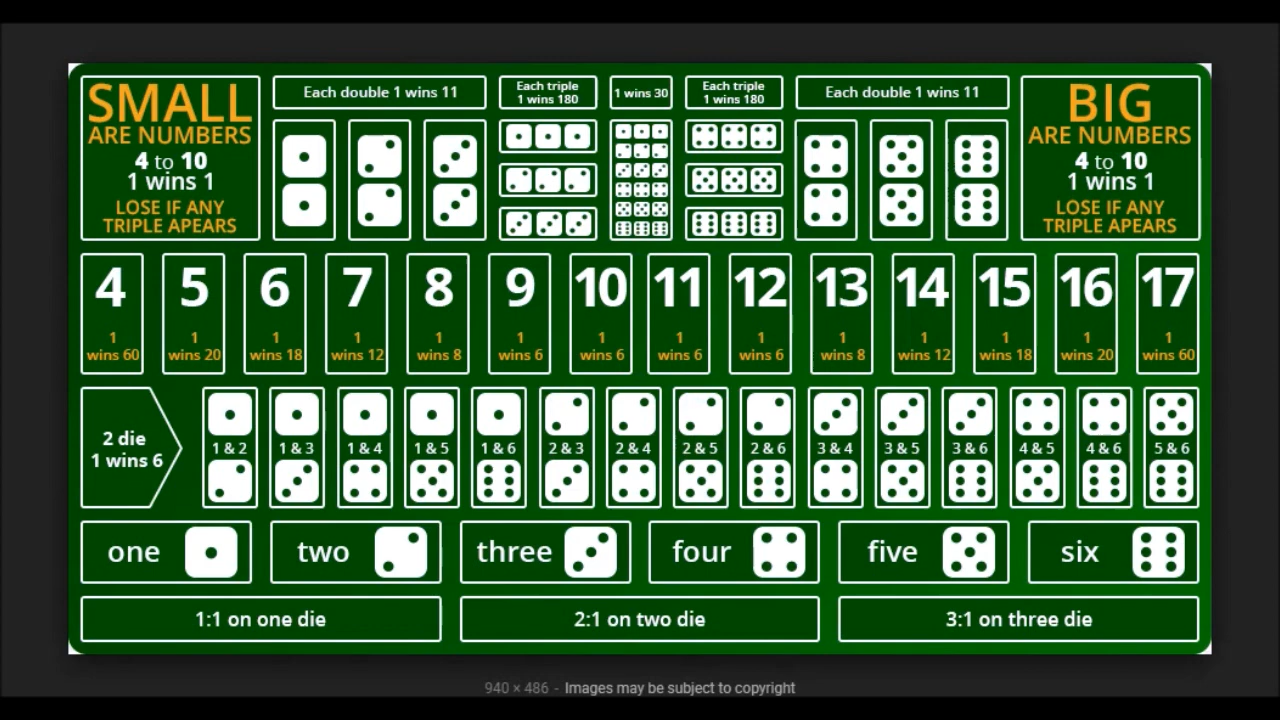 SMALL
ARE NUMBERS
4 to 10
1 wins 1
LOSE IF ANY
TRIPLE APEARS
Each double 1 wins 11
Each triple
1 wins 180
1 wins 30
Each triple
1 wins 180
Each double 1 wins 11
BIG
ARE NUMBERS
4 to 10
1 wins 1
LOSE IF ANY
TRIPLE APEARS
4 5 6 7 8 9 10 11 12 13 14 15 16 17
1 1 1 1 1 1 1 1 1 1 1 1 1 1
wins 60 wins 20 wins 18 wins 12 wins 8 wins 6 wins 6 wins 6 wins 6 wins 8 wins 12 wins 18 wins 20 wins 60
2 die
1 wins 6
1 & 2 1 & 3 1 & 4 1 & 5 1 & 6 2 & 3 2 & 4 2 & 5 2 & 6 3 & 4 3 & 5 3 & 6 4 & 5 4 & 6 5 & 6
one two three four five six
1:1 on one die 2:1 on two die 3:1 on three die
940 × 486 - Images may be subject to copyright